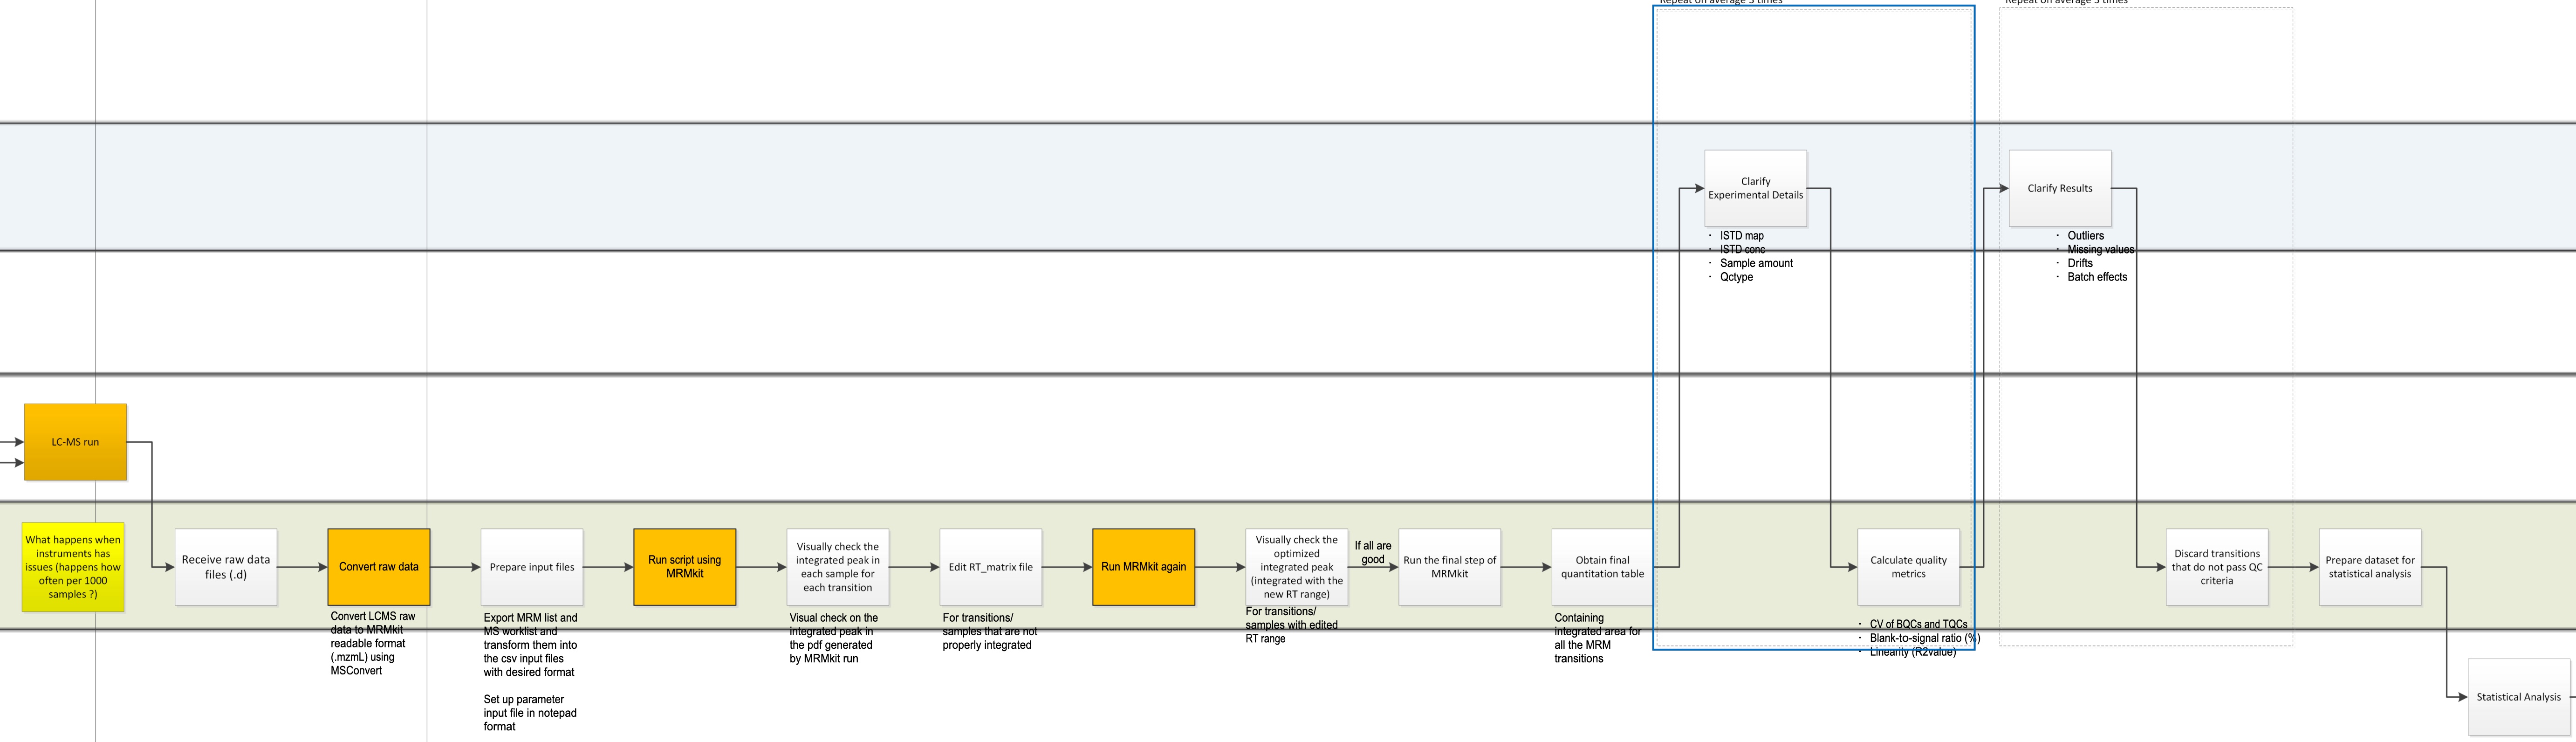 Repeat on average 3 times
Repeat on average 3 times
Clarify
Experimental Details
· ISTD map
· ISTD conc
· Sample amount
· Qctype
Clarify Results
· Outliers
· Missing values
· Drifts
· Batch effects
LC-MS run
What happens when
instruments has
issues (happens how
often per 1000
samples ?)
Receive raw data
files (.d)
Convert raw data
Convert LCMS raw
data to MRMkit
readable format
(.mzmL) using
MSConvert
Prepare input files
Export MRM list and
MS worklist and
transform them into
the csv input files
with desired format
Set up parameter
input file in notepad
format
Run script using
MRMkit
Visually check the
integrated peak in
each sample for
each transition
Visual check on the
integrated peak in
the pdf generated
by MRMkit run
Edit RT_matrix file
For transitions/
samples that are not
properly integrated
Run MRMkit again
Visually check the
optimized
integrated peak
(integrated with the
new RT range)
For transitions/
samples with edited
RT range
If all are
good
Run the final step of
MRMkit
Obtain final
quantitation table
Containing
integrated area for
all the MRM
transitions
Calculate quality
metrics
· CV of BQCs and TQCs
· Blank-to-signal ratio (%)
· Linearity (R2value)
Discard transitions
that do not pass QC
criteria
Prepare dataset for
statistical analysis
Statistical Analysis